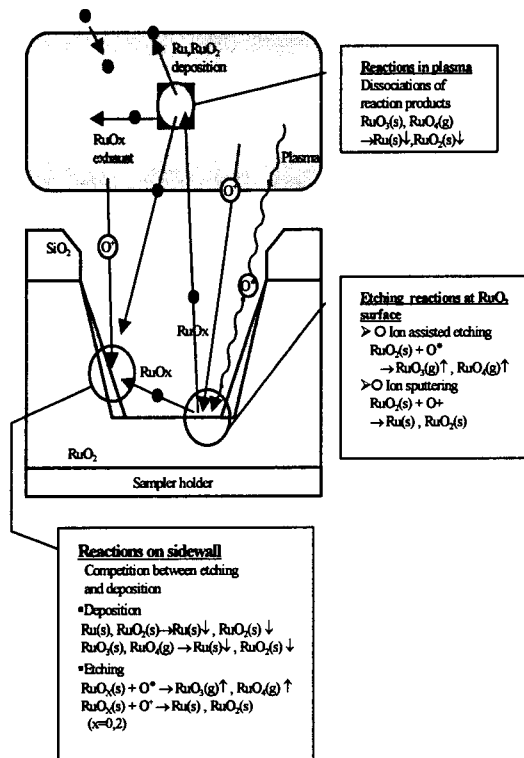 Ru,RuO₂
deposition
RuOx
exhaust
Plasma
O⁺
O⁺
O*
SiO₂
RuOx
RuOx
RuO₂
Sampler holder
Reactions in plasma
Dissociations of
reaction products
RuO₃(s), RuO₄(g)
→Ru(s)↓,RuO₂(s)↓
Etching reactions at RuO₂
surface
➢ O Ion assisted etching
RuO₂(s) + O*
→RuO₃(g)↑, RuO₄(g)↑
➢ O Ion sputtering
RuO₂(s) + O+
→Ru(s) , RuO₂(s)
Reactions on sidewall
Competition between etching
and deposition
▪Deposition
Ru(s), RuO₂(s)→Ru(s)↓, RuO₂(s)↓
RuO₃(s), RuO₄(g) →Ru(s)↓, RuO₂(s)↓
▪Etching
RuOₓ(s) + O* →RuO₃(g)↑, RuO₄(g)↑
RuOₓ(s) + O⁺ →Ru(s) , RuO₂(s)
(x=0,2)